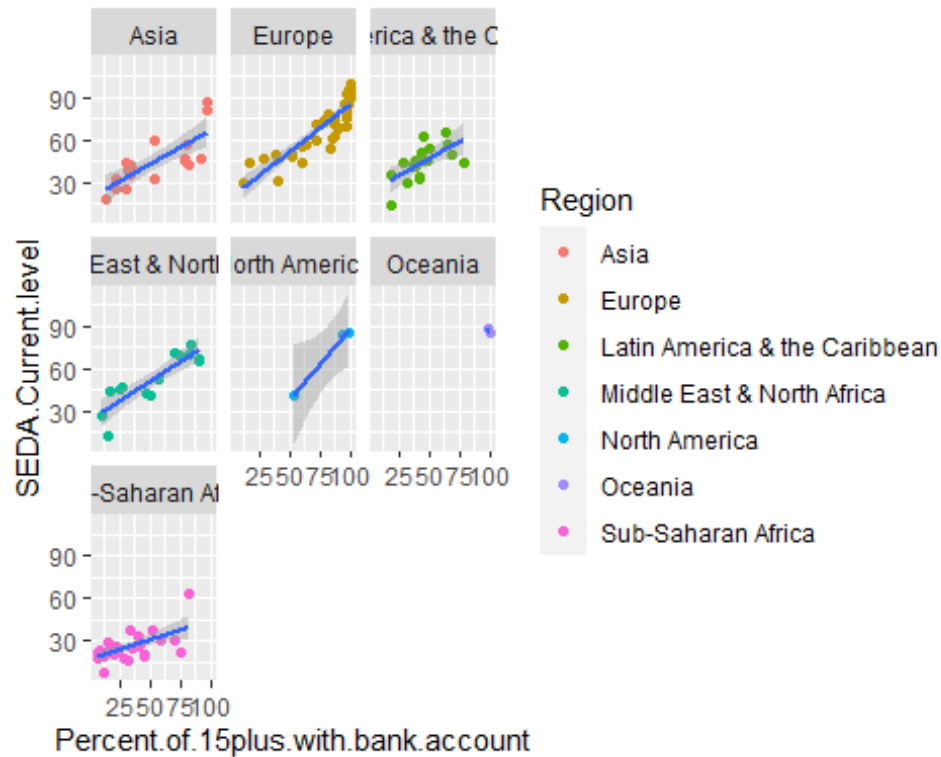 Asia Europe erica & the C
90
60
30
East & Nort orth Americ Oceania
90
60
30
25 50 75 100 25 50 75 100
-Saharan Af
90
60
30
25 50 75 100
Percent.of.15plus.with.bank.account
SEDA.Current.level
Region
Asia
Europe
Latin America & the Caribbean
Middle East & North Africa
North America
Oceania
Sub-Saharan Africa